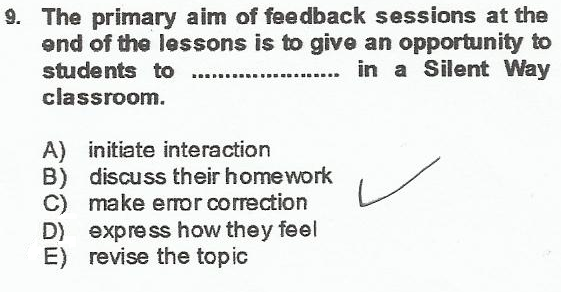 9. The primary aim of feedback sessions at the
end of the lessons is to give an opportunity to
students to ....................... in a Silent Way
classroom.
A) initiate interaction
B) discuss their homework
C) make error correction
D) express how they feel
E) revise the topic